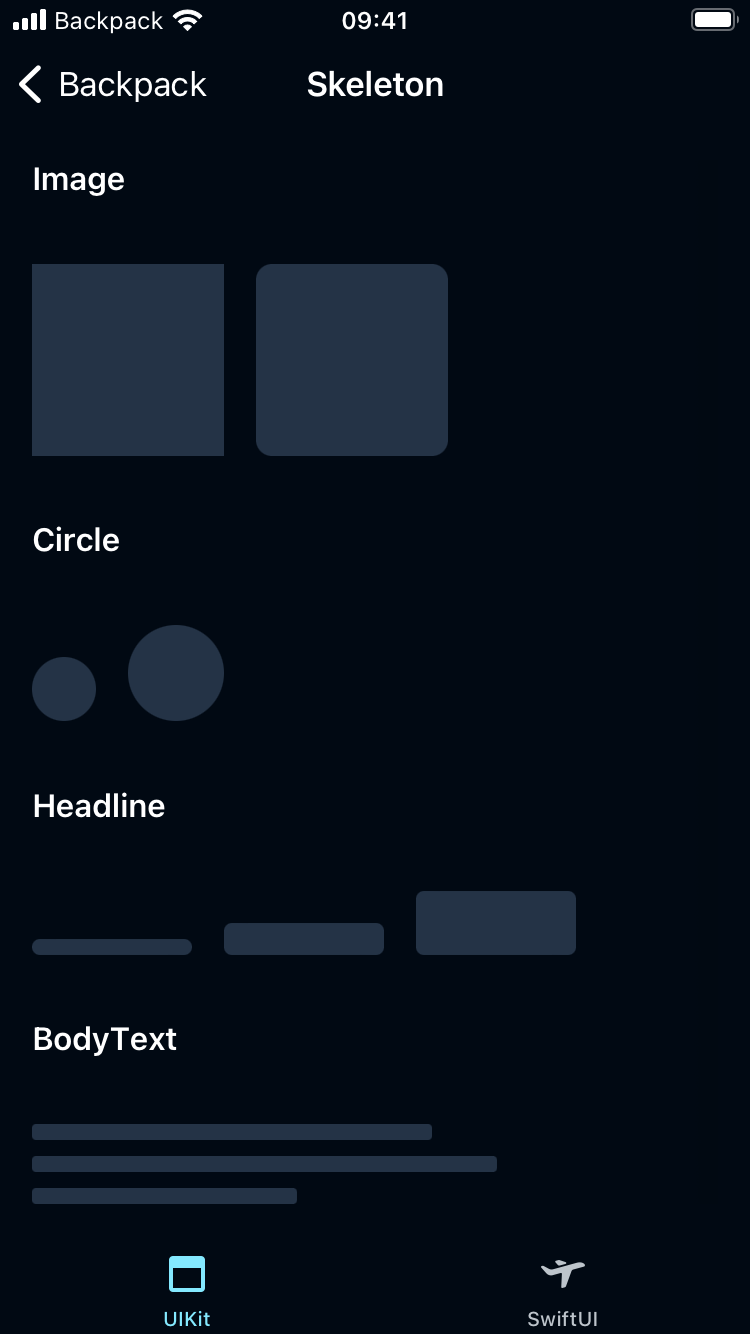 Backpack 09:41
Backpack Skeleton
Image
Circle
Headline
BodyText
UIKit SwiftUI